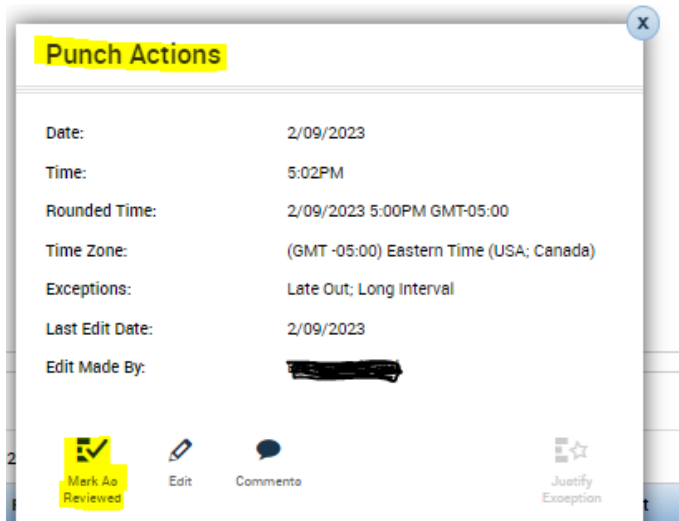 x
Punch Actions
Date: 2/09/2023
Time: 5:02PM
Rounded Time: 2/09/2023 5:00PM GMT-05:00
Time Zone: (GMT -05:00) Eastern Time (USA; Canada)
Exceptions: Late Out; Long Interval
Last Edit Date: 2/09/2023
Edit Made By:
Mark As Edit Comments Justify
Reviewed Exception
2
t